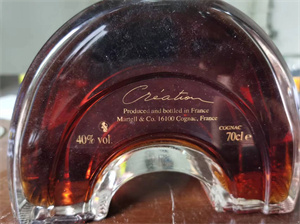 Création
Produced and bottled in France
Martell & Co. 16100 Cognac, France
40% vol.
COGNAC
70cl e